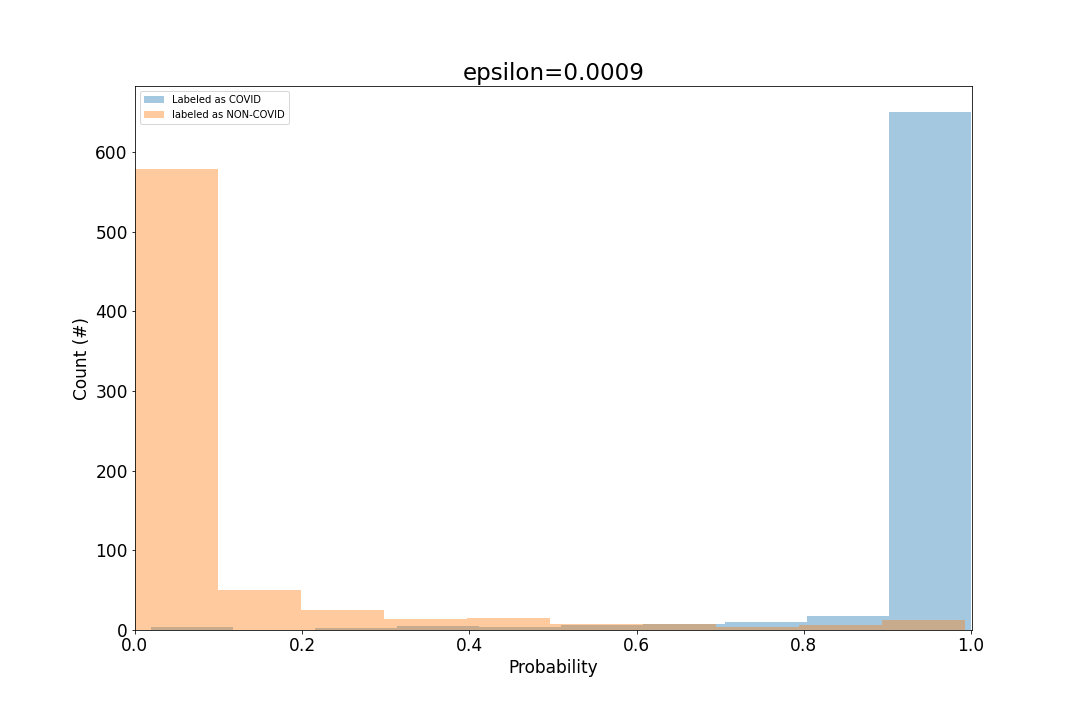 epsilon=0.0009
Labeled as COVID
labeled as NON-COVID
600
500
400
300
200
100
0
Count (#)
0.0 0.2 0.4 0.6 0.8 1.0
Probability